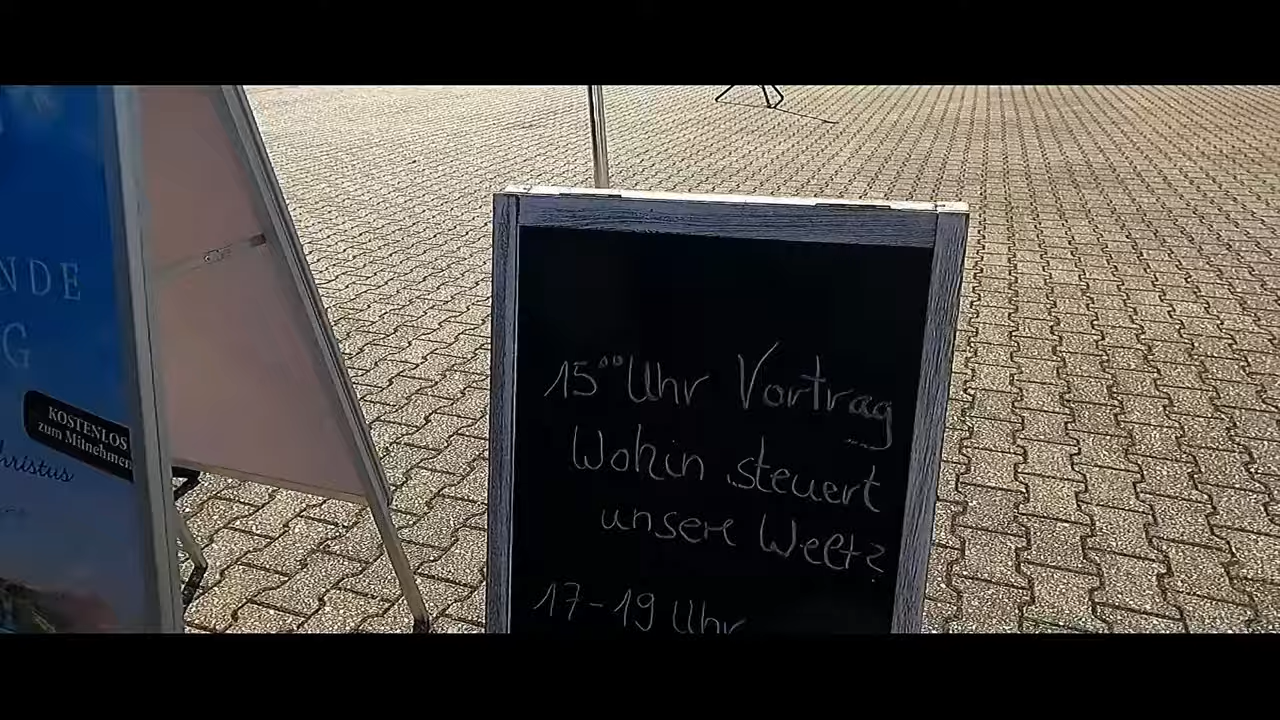 NDE
G
KOSTENLOS
zum Mitnehmen
hristus
15⁰⁰ Uhr Vortrag
Wohin steuert
unsere Welt?
17-19 Uhr